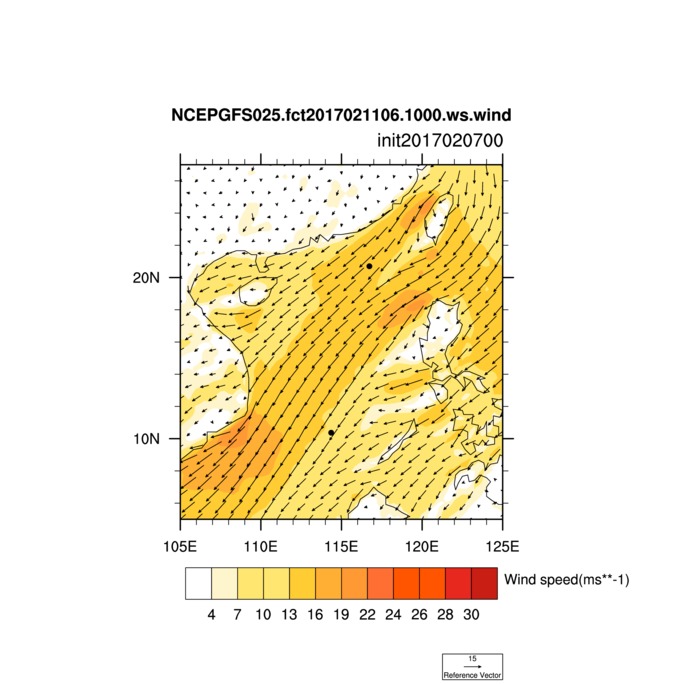 NCEPGFS025.fct2017021106.1000.ws.wind
init2017020700
20N
10N
105E 110E 115E 120E 125E
Wind speed(ms**-1)
4 7 10 13 16 19 22 24 26 28 30
15
Reference Vector